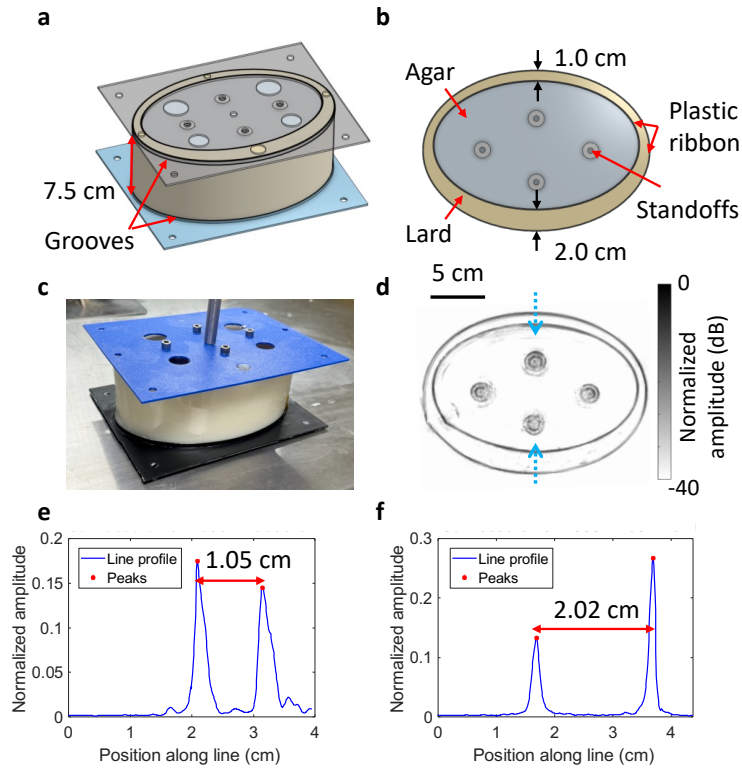 a
7.5 cm
Grooves
b
1.0 cm
Agar
Plastic
ribbon
Standoffs
Lard
2.0 cm
c
d
5 cm
0
Normalized
amplitude (dB)
-40
e
0.2
0.15
0.1
0.05
0
Normalized amplitude
Line profile
Peaks
1.05 cm
0 1 2 3 4
Position along line (cm)
f
0.3
0.2
0.1
0
Normalized amplitude
Line profile
Peaks
2.02 cm
0 1 2 3 4
Position along line (cm)